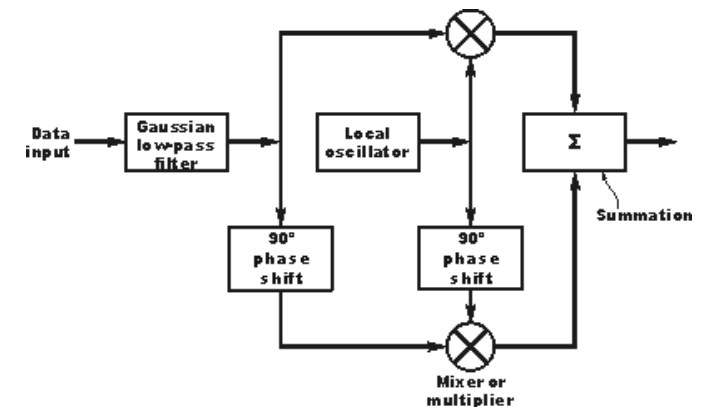 Data
input
Gaussian
low-pass
filter
Local
oscillator
Σ
Summation
90°
phase
shift
90°
phase
shift
Mixer or
multiplier